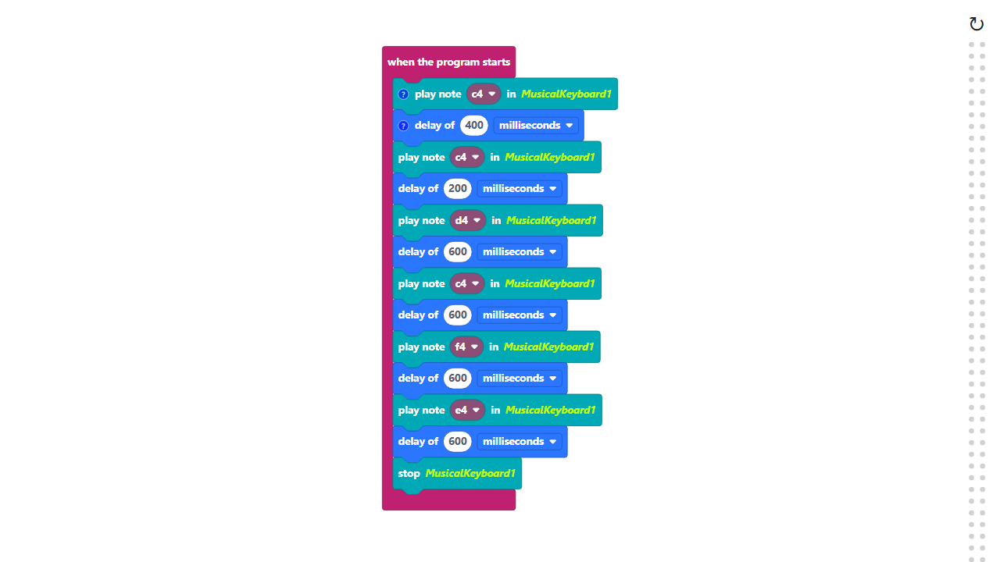 when the program starts
? play note c4 in MusicalKeyboard1
? delay of 400 milliseconds
play note c4 in MusicalKeyboard1
delay of 200 milliseconds
play note d4 in MusicalKeyboard1
delay of 600 milliseconds
play note c4 in MusicalKeyboard1
delay of 600 milliseconds
play note f4 in MusicalKeyboard1
delay of 600 milliseconds
play note e4 in MusicalKeyboard1
delay of 600 milliseconds
stop MusicalKeyboard1